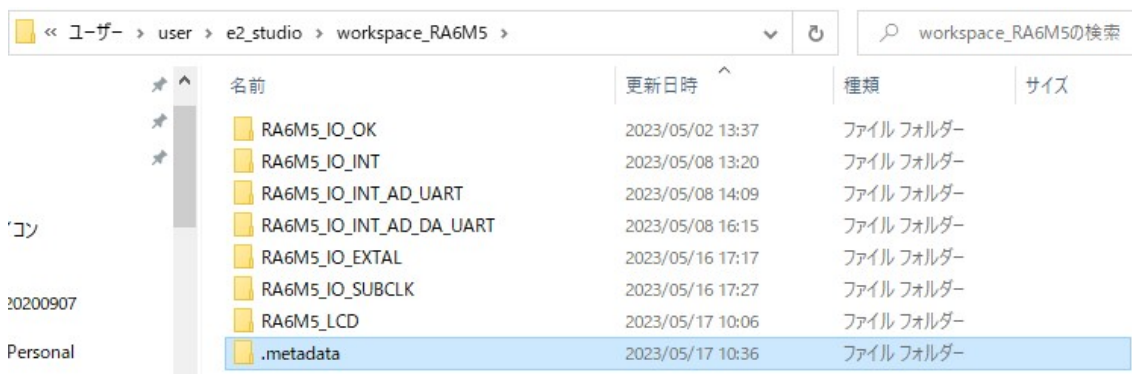 « ユーザー › user › e2_studio › workspace_RA6M5 ›
workspace_RA6M5の検索
名前 更新日時 種類 サイズ
RA6M5_IO_OK 2023/05/02 13:37 ファイル フォルダー
RA6M5_IO_INT 2023/05/08 13:20 ファイル フォルダー
RA6M5_IO_INT_AD_UART 2023/05/08 14:09 ファイル フォルダー
RA6M5_IO_INT_AD_DA_UART 2023/05/08 16:15 ファイル フォルダー
RA6M5_IO_EXTAL 2023/05/16 17:17 ファイル フォルダー
RA6M5_IO_SUBCLK 2023/05/16 17:27 ファイル フォルダー
RA6M5_LCD 2023/05/17 10:06 ファイル フォルダー
.metadata 2023/05/17 10:36 ファイル フォルダー
コン
20200907
Personal